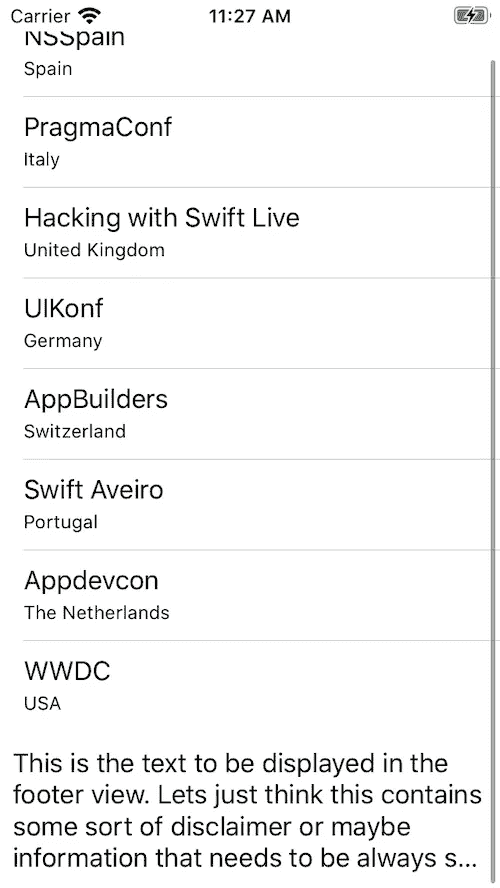 Carrier 11:27 AM
NSSpain
Spain
PragmaConf
Italy
Hacking with Swift Live
United Kingdom
UIKonf
Germany
AppBuilders
Switzerland
Swift Aveiro
Portugal
Appdevcon
The Netherlands
WWDC
USA
This is the text to be displayed in the
footer view. Lets just think this contains
some sort of disclaimer or maybe
information that needs to be always s...